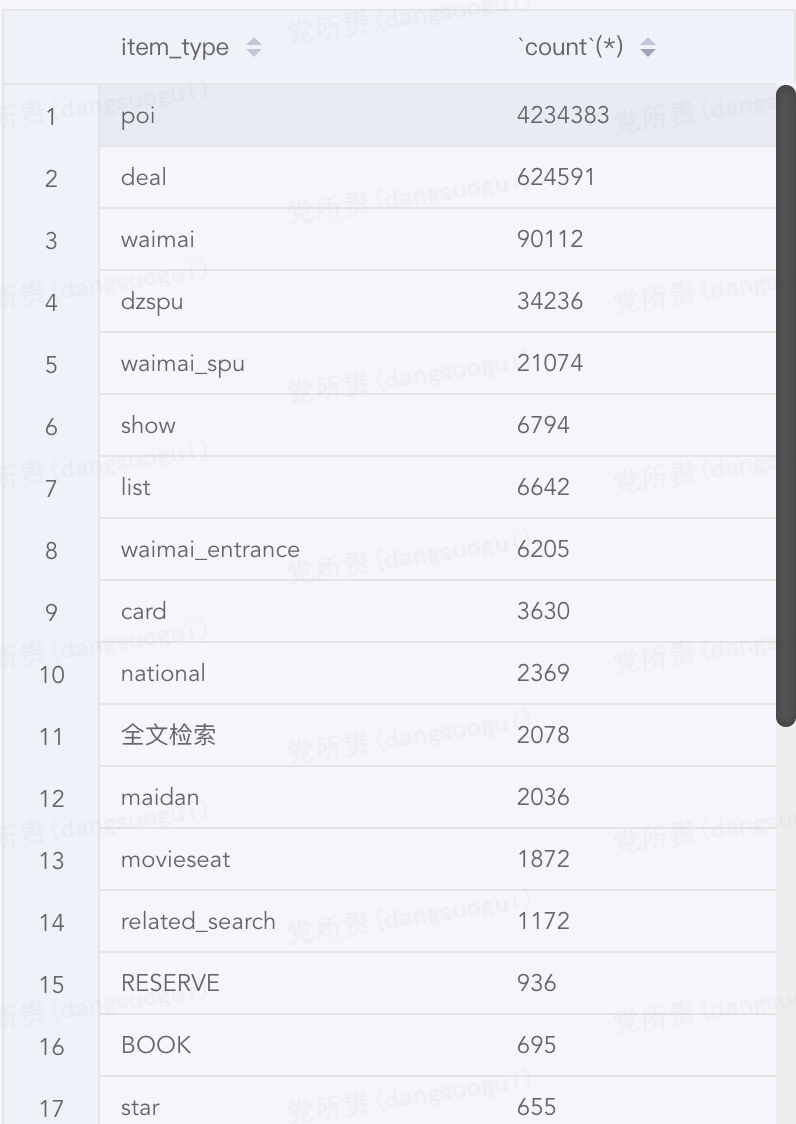 item_type `count`(*)
1 poi 4234383
2 deal 624591
3 waimai 90112
4 dzspu 34236
5 waimai_spu 21074
6 show 6794
7 list 6642
8 waimai_entrance 6205
9 card 3630
10 national 2369
11 全文检索 2078
12 maidan 2036
13 movieseat 1872
14 related_search 1172
15 RESERVE 936
16 BOOK 695
17 star 655
党所贵(dangsuogui)